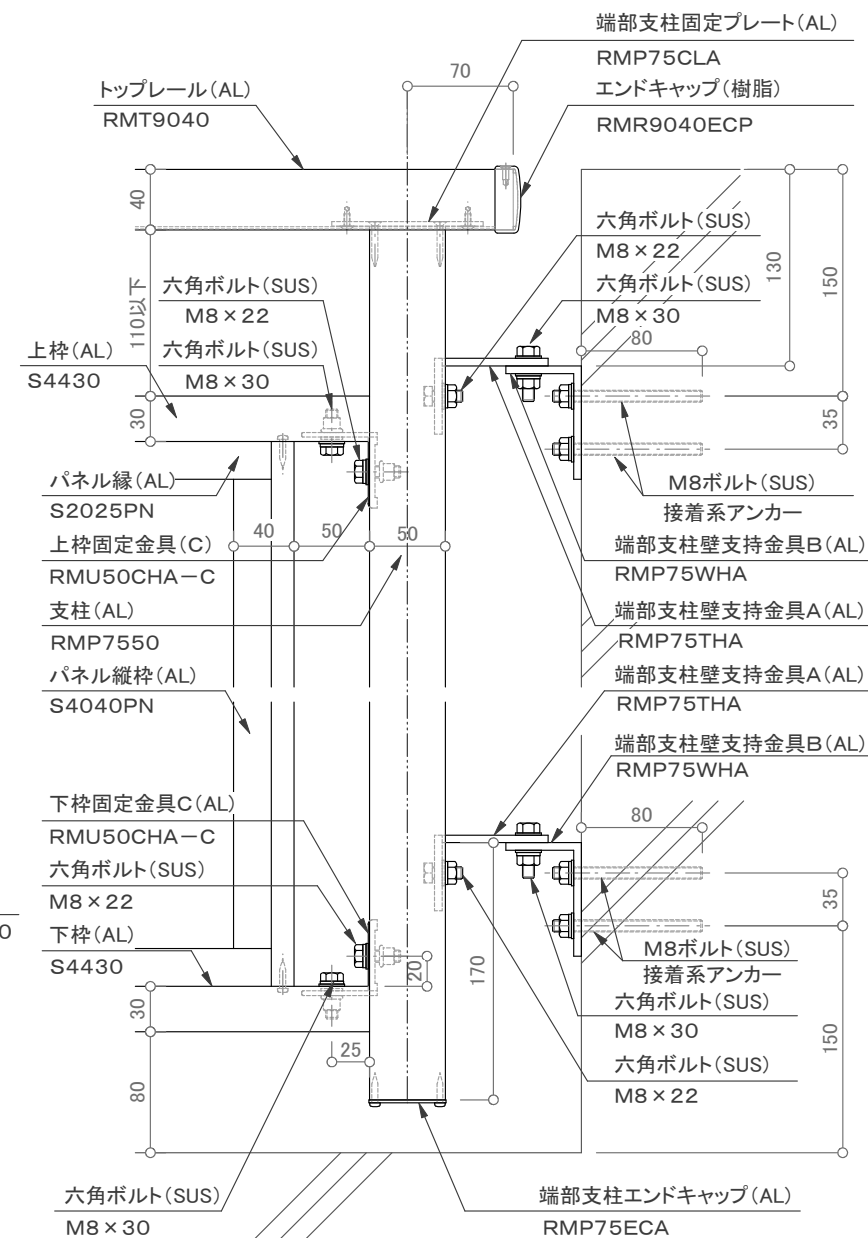 端部支柱固定プレート(AL)
RMP75CLA
70
エンドキャップ(樹脂)
RMR9040ECP
トップレール(AL)
RMT9040
40
六角ボルト(SUS)
M8×22
六角ボルト(SUS)
M8×30
130
150
110以下
六角ボルト(SUS)
M8×22
六角ボルト(SUS)
M8×30
80
上枠(AL)
S4430
30
35
パネル縁(AL)
S2025PN
M8ボルト(SUS)
接着系アンカー
40
50
50
上枠固定金具(C)
RMU50CHA-C
端部支柱壁支持金具B(AL)
RMP75WHA
支柱(AL)
RMP7550
端部支柱壁支持金具A(AL)
RMP75THA
パネル縦枠(AL)
S4040PN
端部支柱壁支持金具A(AL)
RMP75THA
端部支柱壁支持金具B(AL)
RMP75WHA
下枠固定金具C(AL)
RMU50CHA-C
80
六角ボルト(SUS)
M8×22
35
0
下枠(AL)
S4430
20
170
M8ボルト(SUS)
接着系アンカー
30
六角ボルト(SUS)
M8×30
150
25
六角ボルト(SUS)
M8×22
80
六角ボルト(SUS)
M8×30
端部支柱エンドキャップ(AL)
RMP75ECA